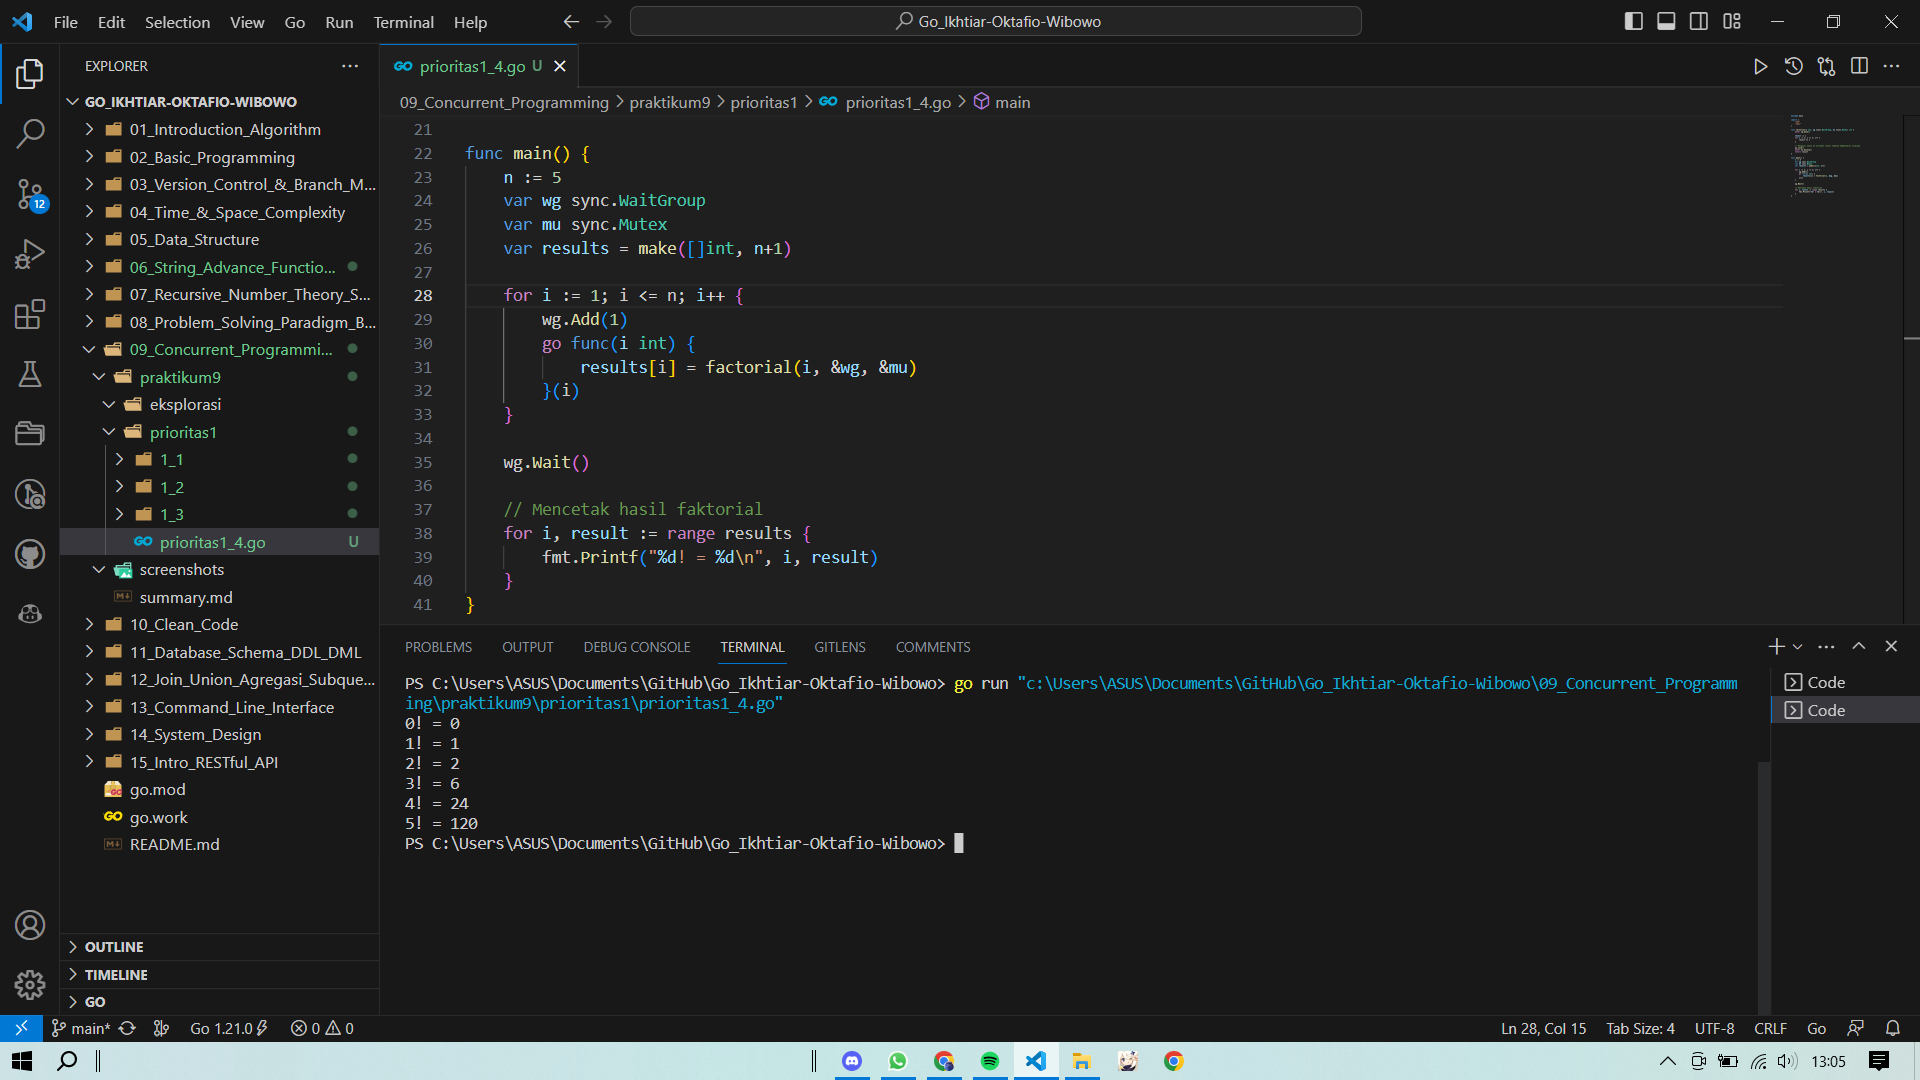 File Edit Selection View Go Run Terminal Help
Go_Ikhtiar-Oktafio-Wibowo
EXPLORER
GO_IKHTIAR-OKTAFIO-WIBOWO
01_Introduction_Algorithm
02_Basic_Programming
03_Version_Control_&_Branch_M...
04_Time_&_Space_Complexity
05_Data_Structure
06_String_Advance_Functio...
07_Recursive_Number_Theory_S...
08_Problem_Solving_Paradigm_B...
09_Concurrent_Programmi...
praktikum9
eksplorasi
prioritas1
1_1
1_2
1_3
prioritas1_4.go U
screenshots
summary.md
10_Clean_Code
11_Database_Schema_DDL_DML
12_Join_Union_Agregasi_Subque...
13_Command_Line_Interface
14_System_Design
15_Intro_RESTful_API
go.mod
go.work
README.md
OUTLINE
TIMELINE
GO
12
prioritas1_4.go U
09_Concurrent_Programming > praktikum9 > prioritas1 > prioritas1_4.go > main
21
22 func main() {
23 n := 5
24 var wg sync.WaitGroup
25 var mu sync.Mutex
26 var results = make([]int, n+1)
27
28 for i := 1; i <= n; i++ {
29 wg.Add(1)
30 go func(i int) {
31 results[i] = factorial(i, &wg, &mu)
32 }(i)
33 }
34
35 wg.Wait()
36
37 // Mencetak hasil faktorial
38 for i, result := range results {
39 fmt.Printf("%d! = %d\n", i, result)
40 }
41 }
PROBLEMS OUTPUT DEBUG CONSOLE TERMINAL GITLENS COMMENTS
PS C:\Users\ASUS\Documents\GitHub\Go_Ikhtiar-Oktafio-Wibowo> go run "c:\Users\ASUS\Documents\GitHub\Go_Ikhtiar-Oktafio-Wibowo\09_Concurrent_Programm
ing\praktikum9\prioritas1\prioritas1_4.go"
0! = 0
1! = 1
2! = 2
3! = 6
4! = 24
5! = 120
PS C:\Users\ASUS\Documents\GitHub\Go_Ikhtiar-Oktafio-Wibowo>
Code
Code
main* Go 1.21.0 0 0
Ln 28, Col 15 Tab Size: 4 UTF-8 CRLF Go
13:05